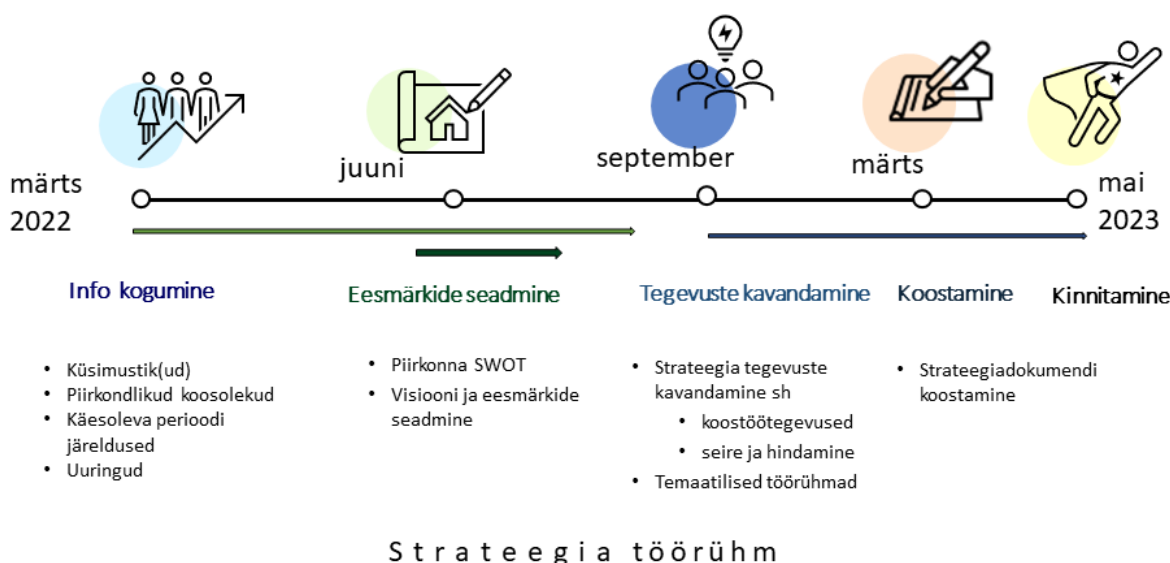 märts
2022
juuni
september
märts
mai
2023
Info kogumine
Eesmärkide seadmine
Tegevuste kavandamine
Koostamine
Kinnitamine
• Küsimustik(ud)
• Piirkondlikud koosolekud
• Käesoleva perioodi
järeldused
• Uuringud
• Piirkonna SWOT
• Visiooni ja eesmärkide
seadmine
• Strateegia tegevuste
kavandamine sh
• koostöötegevused
• seire ja hindamine
• Temaatilised töörühmad
• Strateegiadokumendi
koostamine
Strateegia töörühm